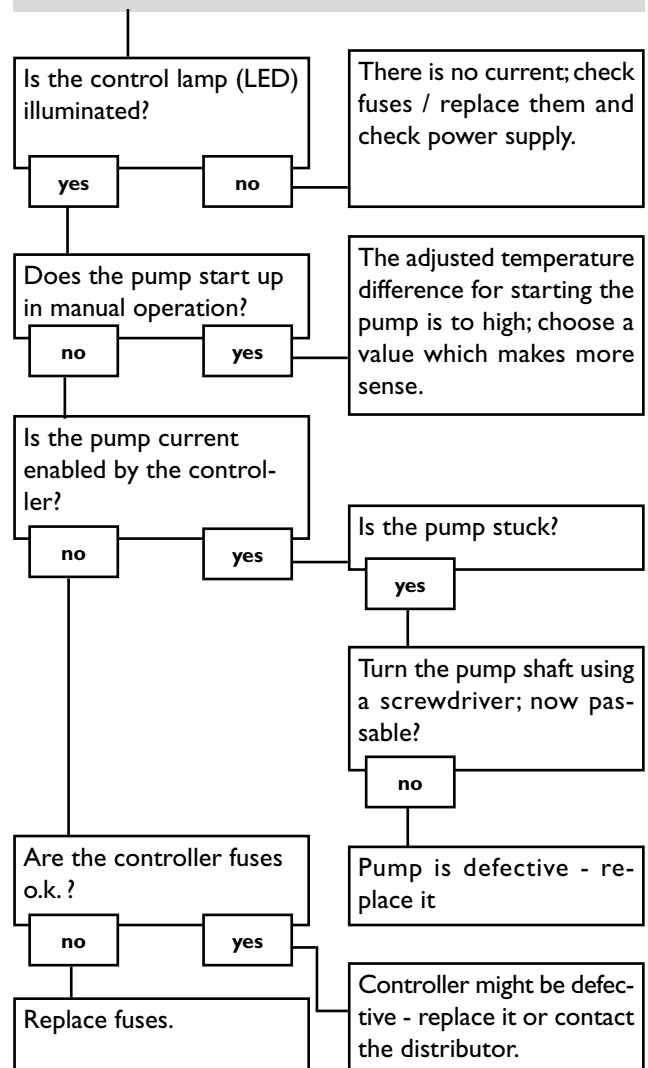 Is the control lamp (LED)
illuminated?
yes
no
There is no current; check
fuses / replace them and
check power supply.
Does the pump start up
in manual operation?
no
yes
The adjusted temperature
difference for starting the
pump is to high; choose a
value which makes more
sense.
Is the pump current
enabled by the control-
ler?
no
yes
Is the pump stuck?
yes
Turn the pump shaft using
a screwdriver; now pas-
sable?
no
Pump is defective - re-
place it
Are the controller fuses
o.k. ?
no
yes
Replace fuses.
Controller might be defec-
tive - replace it or contact
the distributor.